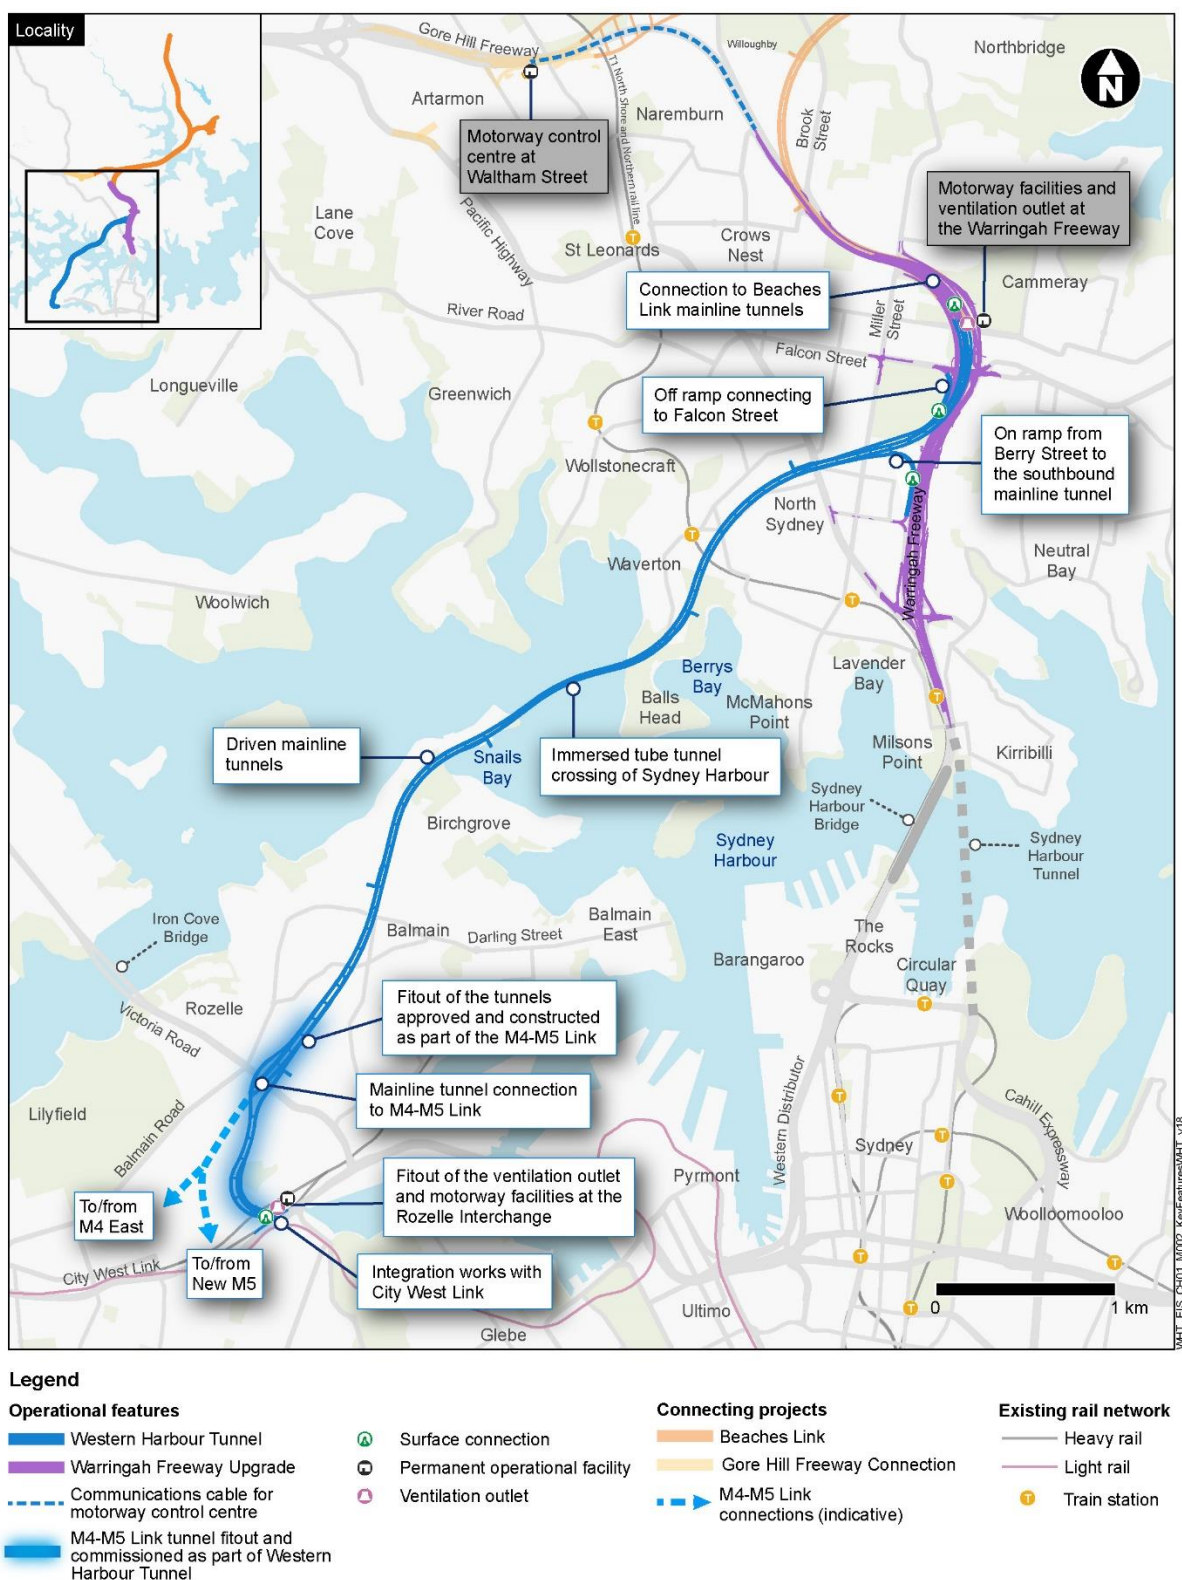 Locality
Gore Hill Freeway
Willoughby
Northbridge
N
T1 North Shore and Northern rail line
Artarmon
Naremburn
Brook
Street
Motorway control
centre at
Waltham Street
Motorway facilities and
ventilation outlet at
the Warringah Freeway
Lane
Cove
Pacific Highway
St Leonards
Crows
Nest
Cammeray
Connection to Beaches
Link mainline tunnels
Miller
Street
River Road
Falcon Street
Longueville
Greenwich
Off ramp connecting
to Falcon Street
On ramp from
Berry Street to
the southbound
mainline tunnel
Wollstonecraft
North
Sydney
Warringah Freeway
Waverton
Neutral
Bay
Woolwich
Berrys
Bay
Lavender
Bay
Balls
Head
McMahons
Point
Driven mainline
tunnels
Snails
Bay
Immersed tube tunnel
crossing of Sydney Harbour
Milsons
Point
Kirribilli
Sydney
Harbour
Bridge
Birchgrove
Sydney
Harbour
Sydney
Harbour
Tunnel
Iron Cove
Bridge
Balmain
Darling Street
Balmain
East
The
Rocks
Barangaroo
Circular
Quay
Rozelle
Victoria Road
Fitout of the tunnels
approved and constructed
as part of the M4-M5 Link
Mainline tunnel connection
to M4-M5 Link
Western Distributor
Cahill Expressway
Lilyfield
Balmain Road
Sydney
Fitout of the ventilation outlet
and motorway facilities at the
Rozelle Interchange
Pyrmont
To/from
M4 East
Woolloomooloo
To/from
New M5
City West Link
Integration works with
City West Link
Ultimo
Glebe
0 1 km
WHT_EIS_CH01_M002_KeyFeaturesWHT_v18
T
T
T
T
T
T
T
T
T
T
T
T
T
T
Legend
Operational features
Western Harbour Tunnel
Warringah Freeway Upgrade
Communications cable for
motorway control centre
M4-M5 Link tunnel fitout and
commissioned as part of Western
Harbour Tunnel
Surface connection
Permanent operational facility
Ventilation outlet
Connecting projects
Beaches Link
Gore Hill Freeway Connection
M4-M5 Link
connections (indicative)
Existing rail network
Heavy rail
Light rail
T Train station